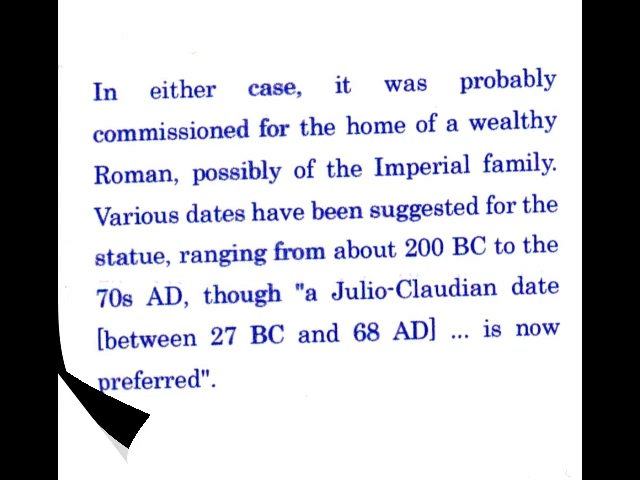 In either case, it was probably
commissioned for the home of a wealthy
Roman, possibly of the Imperial family.
Various dates have been suggested for the
statue, ranging from about 200 BC to the
70s AD, though "a Julio-Claudian date
[between 27 BC and 68 AD] ... is now
preferred".